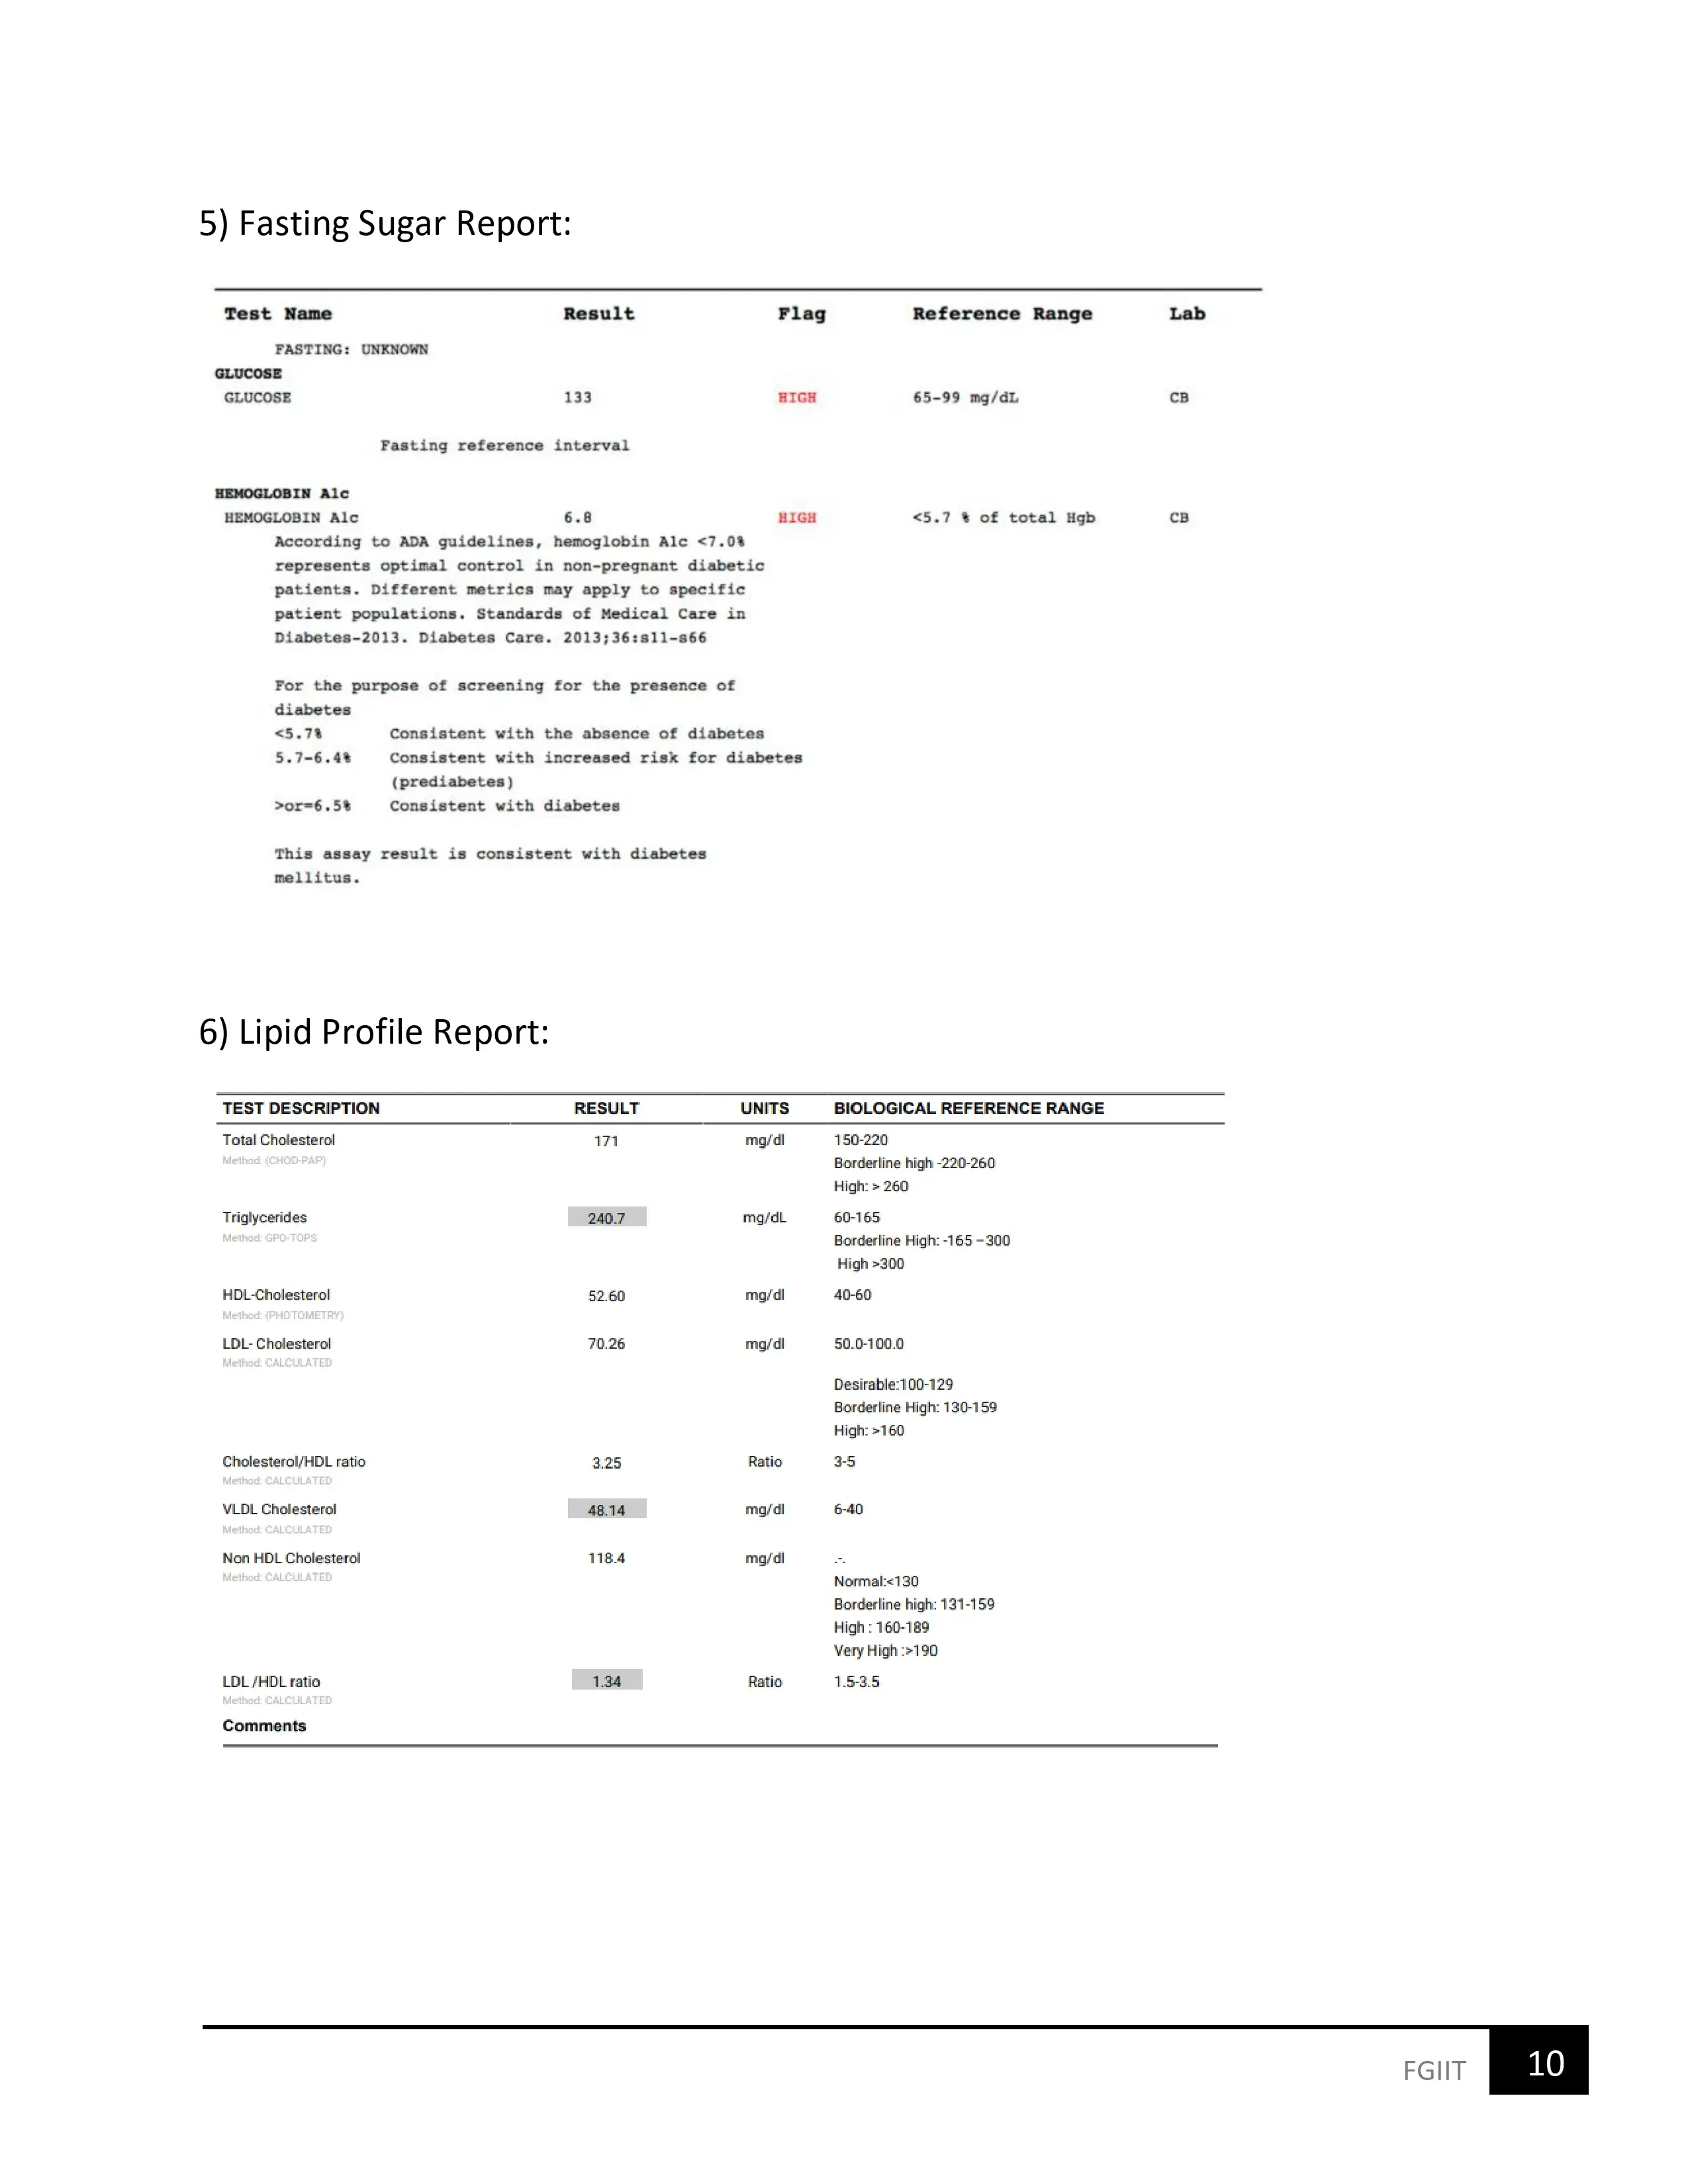 5) Fasting Sugar Report:
Test Name Result Flag Reference Range Lab
FASTING: UNKNOWN
GLUCOSE
GLUCOSE 133 HIGH 65-99 mg/dL CB
Fasting reference interval
HEMOGLOBIN A1c
HEMOGLOBIN A1c 6.8 HIGH <5.7 % of total Hgb CB
According to ADA guidelines, hemoglobin A1c <7.0%
represents optimal control in non-pregnant diabetic
patients. Different metrics may apply to specific
patient populations. Standards of Medical Care in
Diabetes-2013. Diabetes Care. 2013;36:s11-s66
For the purpose of screening for the presence of
diabetes
<5.7% Consistent with the absence of diabetes
5.7-6.4% Consistent with increased risk for diabetes
(prediabetes)
>or=6.5% Consistent with diabetes
This assay result is consistent with diabetes
mellitus.
6) Lipid Profile Report:
TEST DESCRIPTION RESULT UNITS BIOLOGICAL REFERENCE RANGE
Total Cholesterol 171 mg/dl 150-220
Method: (CHOD-PAP)
Borderline high -220-260
High: > 260
Triglycerides 240.7 mg/dL 60-165
Method: GPO-TOPS
Borderline High: -165 –300
High >300
HDL-Cholesterol 52.60 mg/dl 40-60
Method: (PHOTOMETRY)
LDL- Cholesterol 70.26 mg/dl 50.0-100.0
Method: CALCULATED
Desirable:100-129
Borderline High: 130-159
High: >160
Cholesterol/HDL ratio 3.25 Ratio 3-5
Method: CALCULATED
VLDL Cholesterol 48.14 mg/dl 6-40
Method: CALCULATED
Non HDL Cholesterol 118.4 mg/dl .-.
Method: CALCULATED
Normal:<130
Borderline high: 131-159
High : 160-189
Very High :>190
LDL /HDL ratio 1.34 Ratio 1.5-3.5
Method: CALCULATED
Comments
FGIIT 10